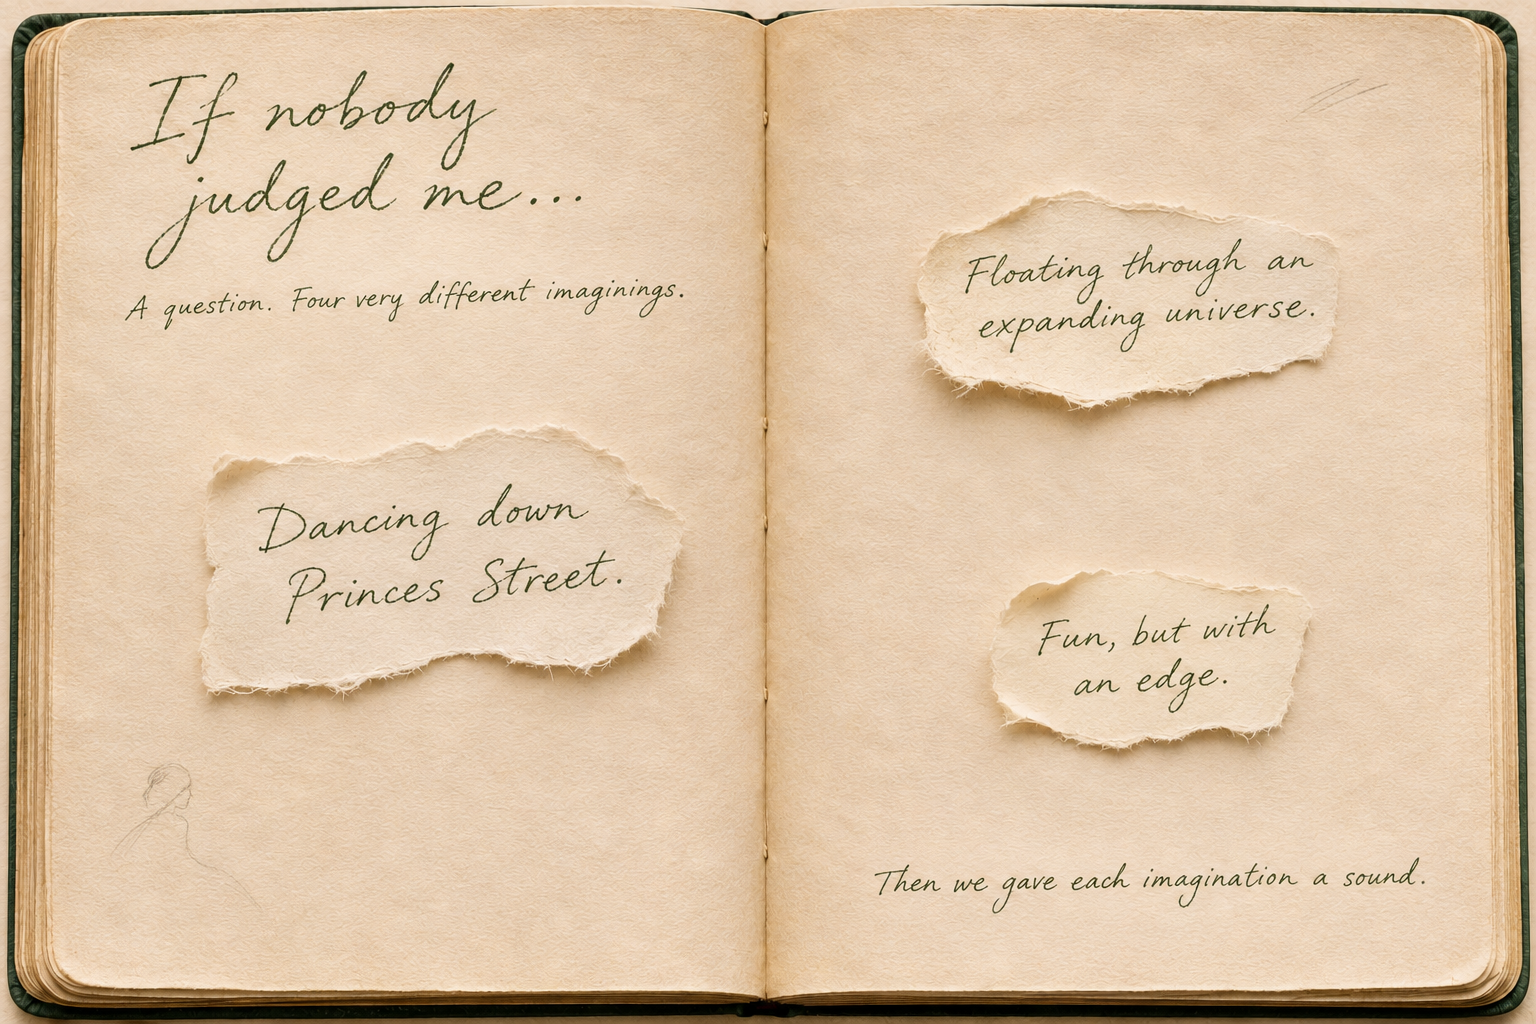 If nobody
judged me...
A question. Four very different imaginings.
Dancing down
Princes Street.
Floating through an
expanding universe.
Fun, but with
an edge.
Then we gave each imagination a sound.